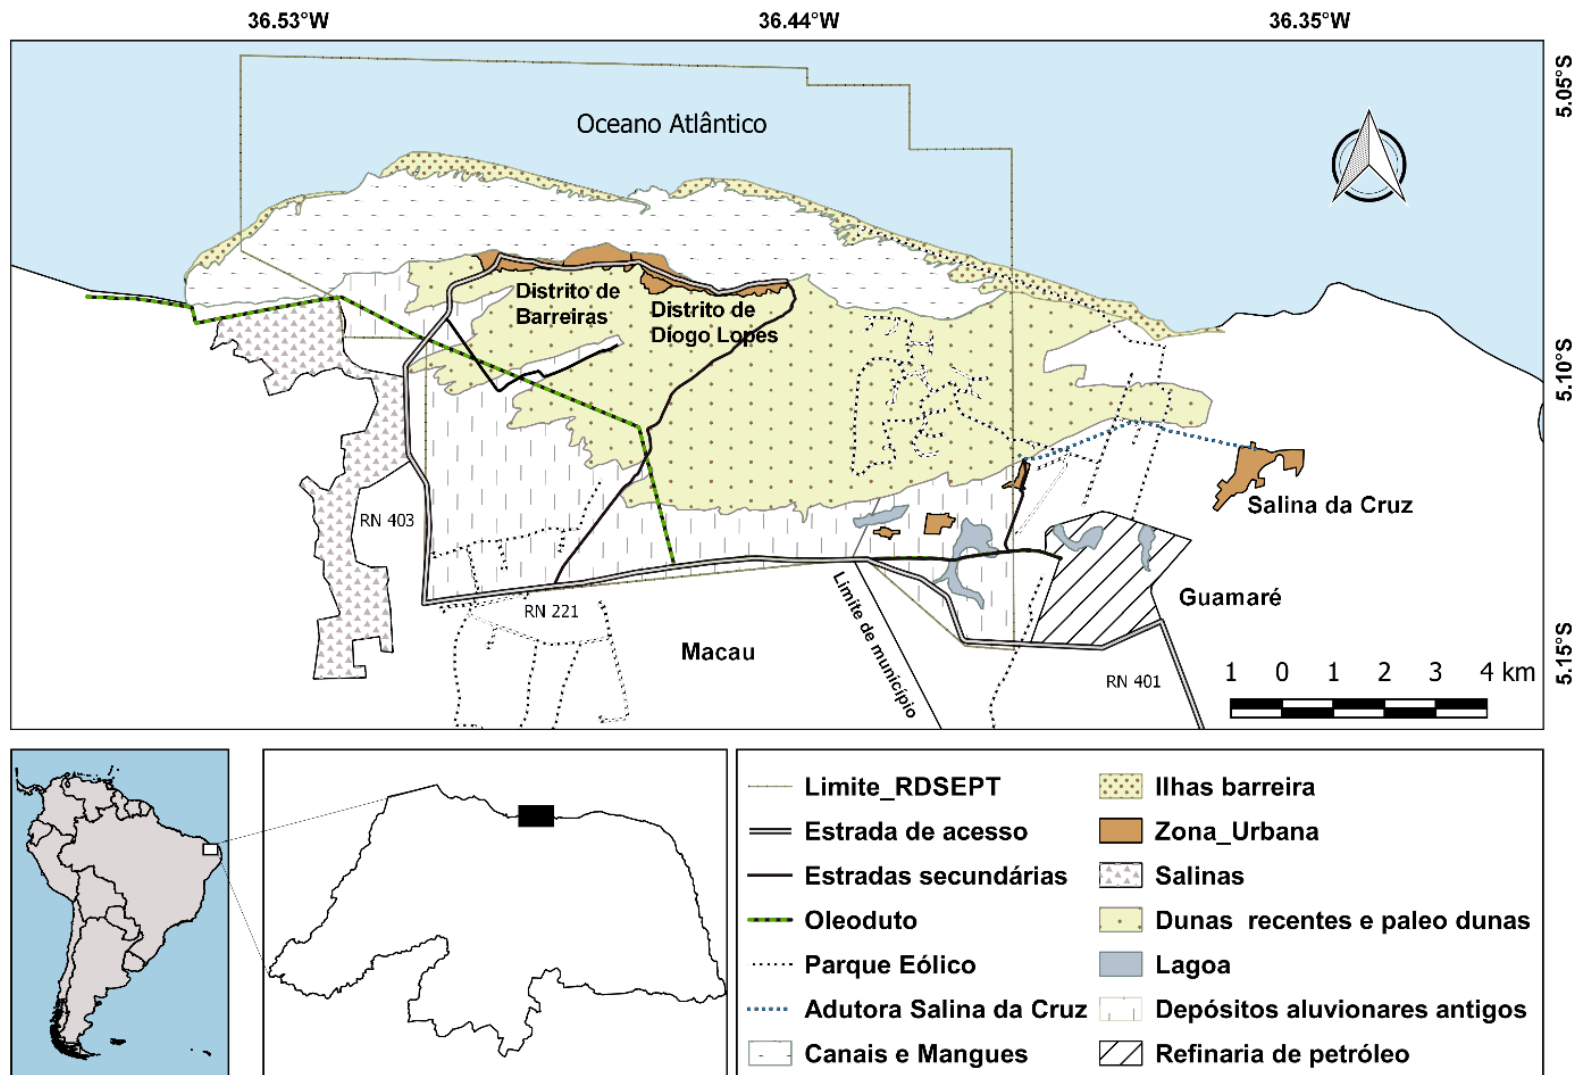 36.53°W
36.44°W
36.35°W
5.05°S
Oceano Atlântico
Distrito de
Barreiras
Distrito de
Diogo Lopes
5.10°S
Salina da Cruz
RN 403
Guamaré
RN 221
Limite de município
Macau
5.15°S
RN 401
1 0 1 2 3 4 km
Limite_RDSEPT
Estrada de acesso
Estradas secundárias
Oleoduto
Parque Eólico
Adutora Salina da Cruz
Canais e Mangues
Ilhas barreira
Zona_Urbana
Salinas
Dunas recentes e paleo dunas
Lagoa
Depósitos aluvionares antigos
Refinaria de petróleo